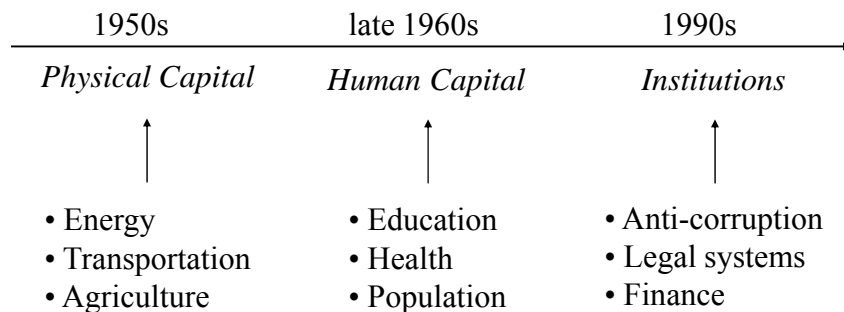 1950s
late 1960s
1990s
Physical Capital
Human Capital
Institutions
• Energy
• Transportation
• Agriculture
• Education
• Health
• Population
• Anti-corruption
• Legal systems
• Finance